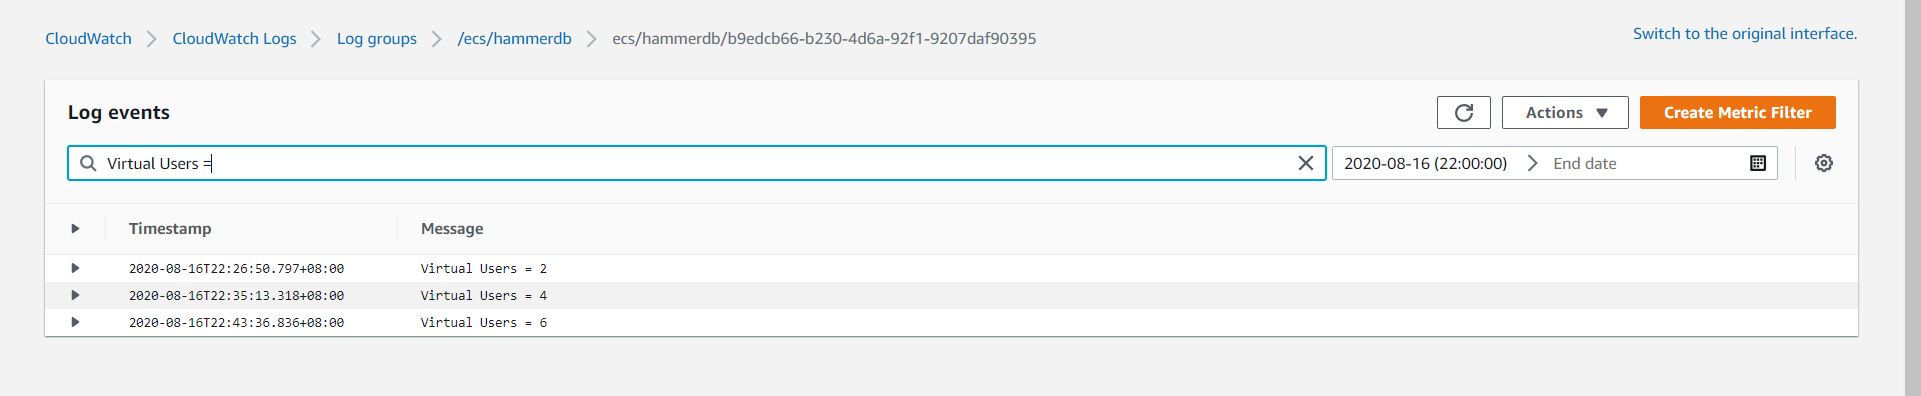 CloudWatch > CloudWatch Logs > Log groups > /ecs/hammerdb > ecs/hammerdb/b9edcb66-b230-4d6a-92f1-9207daf90395
Switch to the original interface.
Log events
Actions
Create Metric Filter
Virtual Users =
2020-08-16 (22:00:00) > End date
Timestamp Message
2020-08-16T22:26:50.797+08:00 Virtual Users = 2
2020-08-16T22:35:13.318+08:00 Virtual Users = 4
2020-08-16T22:43:36.836+08:00 Virtual Users = 6